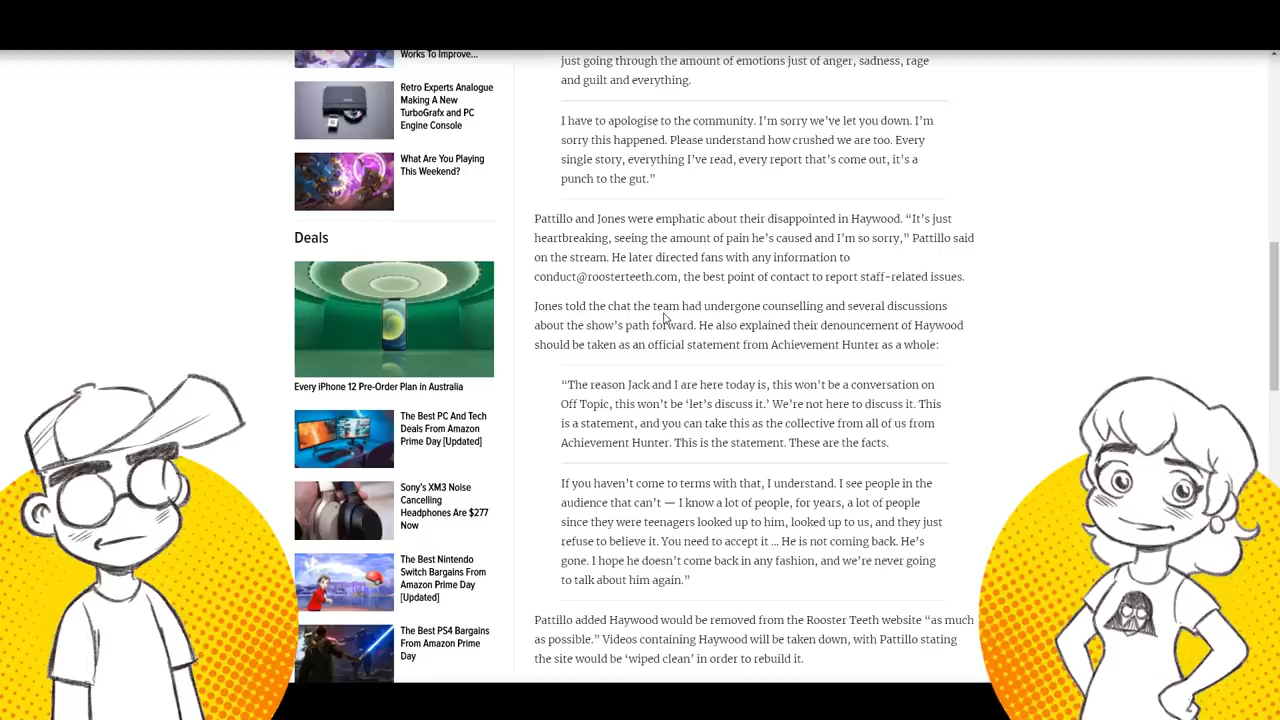 Works To Improve...
Retro Experts Analogue
Making A New
TurboGrafx and PC
Engine Console
What Are You Playing
This Weekend?
Deals
Every iPhone 12 Pre-Order Plan in Australia
The Best PC And Tech
Deals From Amazon
Prime Day [Updated]
Sony's XM3 Noise
Cancelling
Headphones Are $277
Now
The Best Nintendo
Switch Bargains From
Amazon Prime Day
[Updated]
The Best PS4 Bargains
From Amazon Prime
Day
just going through the amount of emotions just of anger, sadness, rage
and guilt and everything.
I have to apologise to the community. I'm sorry we've let you down. I'm
sorry this happened. Please understand how crushed we are too. Every
single story, everything I've read, every report that's come out, it's a
punch to the gut.”
Pattillo and Jones were emphatic about their disappointed in Haywood. “It's just
heartbreaking, seeing the amount of pain he's caused and I'm so sorry,” Pattillo said
on the stream. He later directed fans with any information to
conduct@roosterteeth.com, the best point of contact to report staff-related issues.
Jones told the chat the team had undergone counselling and several discussions
about the show's path forward. He also explained their denouncement of Haywood
should be taken as an official statement from Achievement Hunter as a whole:
“The reason Jack and I are here today is, this won't be a conversation on
Off Topic, this won't be ‘let's discuss it.’ We're not here to discuss it. This
is a statement, and you can take this as the collective from all of us from
Achievement Hunter. This is the statement. These are the facts.
If you haven't come to terms with that, I understand. I see people in the
audience that can't — I know a lot of people, for years, a lot of people
since they were teenagers looked up to him, looked up to us, and they just
refuse to believe it. You need to accept it ... He is not coming back. He's
gone. I hope he doesn't come back in any fashion, and we're never going
to talk about him again.”
Pattillo added Haywood would be removed from the Rooster Teeth website “as much
as possible.” Videos containing Haywood will be taken down, with Pattillo stating
the site would be ‘wiped clean’ in order to rebuild it.